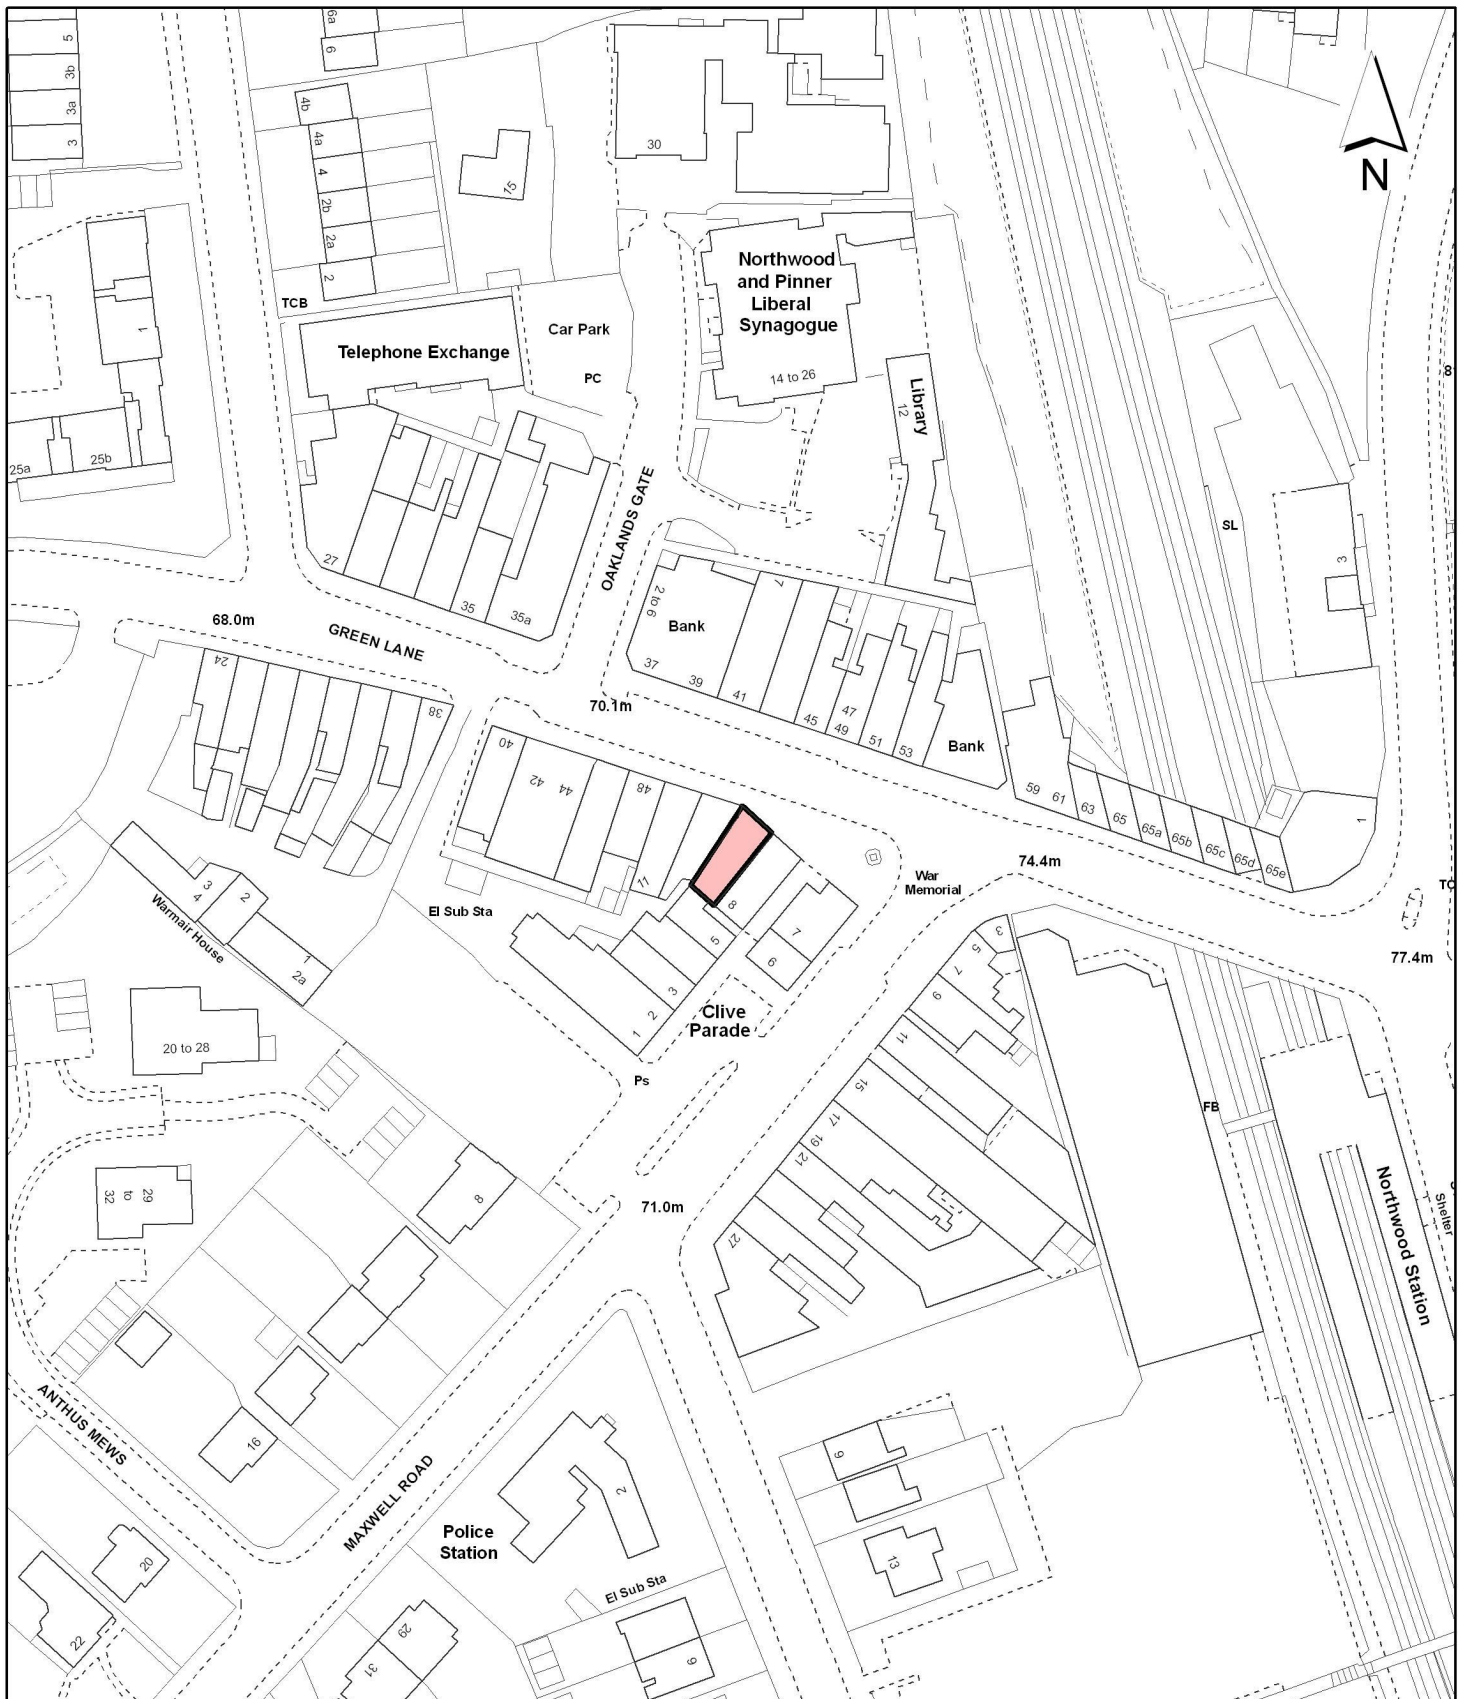 5
3b
3a
3
6a
6
4b
4a
4
2b
2a
2
15
30
N
Northwood
and Pinner
Liberal
Synagogue
14 to 26
TCB
Telephone Exchange
Car Park
PC
Library
12
1
25a
25b
OAKLANDS GATE
SL
3
27
35
35a
2 to 6
Bank
37
39
41
7
45
47
49
51
53
Bank
68.0m
GREEN LANE
70.1m
24
38
40
42
44
48
11
59
61
63
65
65a
65b
65c
65d
65e
1
74.4m
War
Memorial
77.4m
El Sub Sta
3
4
2
Warmair House
1
2a
8
7
6
5
3
2
1
Clive
Parade
Ps
3
5
7
9
11
15
17
17
19
21
27
20 to 28
29
to
32
8
71.0m
FB
Northwood Station
Shelter
16
ANTHUS MEWS
MAXWELL ROAD
Police
Station
2
9
13
20
22
El Sub Sta
29
31
9